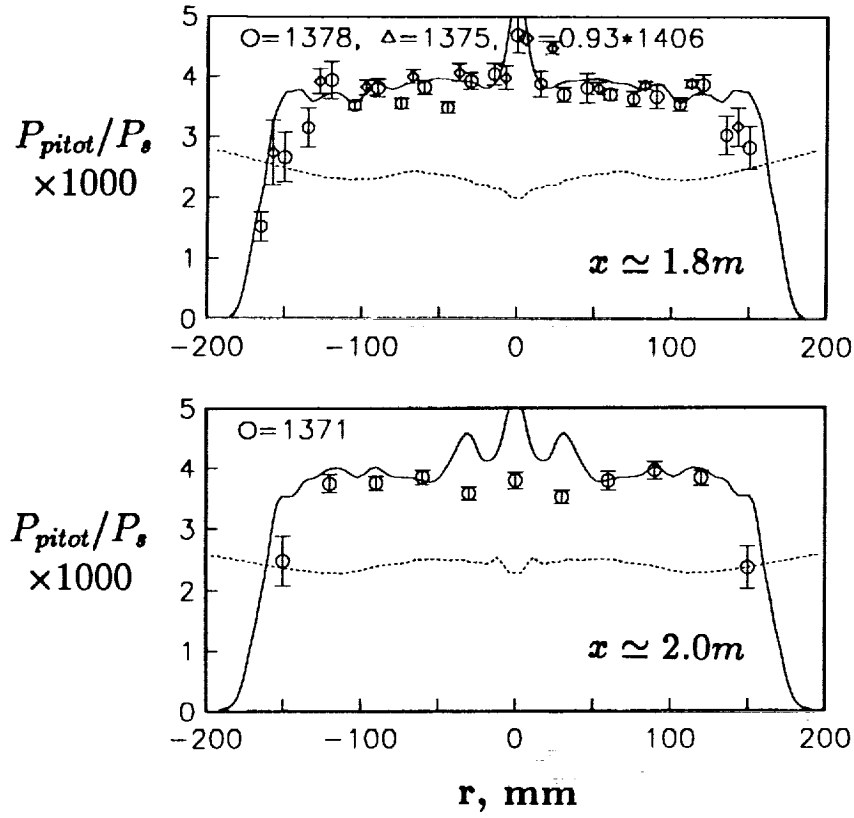 5
O=1378, Δ=1375, ◇=0.93*1406
4
P_pitot/P_s
3
×1000
2
1
x ≃ 1.8m
0
−200 −100 0 100 200
5
O=1371
4
P_pitot/P_s
3
×1000
2
1
x ≃ 2.0m
0
−200 −100 0 100 200
r, mm